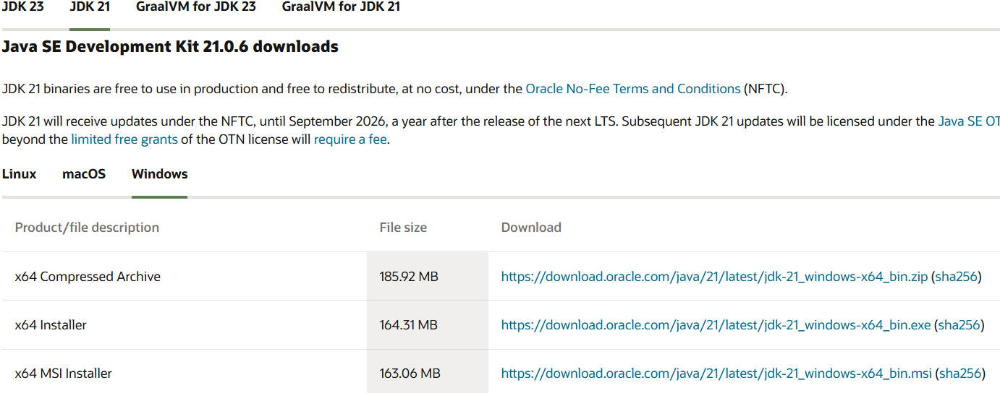 JDK 23 JDK 21 GraalVM for JDK 23 GraalVM for JDK 21
Java SE Development Kit 21.0.6 downloads
JDK 21 binaries are free to use in production and free to redistribute, at no cost, under the Oracle No-Fee Terms and Conditions (NFTC).
JDK 21 will receive updates under the NFTC, until September 2026, a year after the release of the next LTS. Subsequent JDK 21 updates will be licensed under the Java SE OT
beyond the limited free grants of the OTN license will require a fee.
Linux macOS Windows
Product/file description File size Download
x64 Compressed Archive 185.92 MB https://download.oracle.com/java/21/latest/jdk-21_windows-x64_bin.zip (sha256)
x64 Installer 164.31 MB https://download.oracle.com/java/21/latest/jdk-21_windows-x64_bin.exe (sha256)
x64 MSI Installer 163.06 MB https://download.oracle.com/java/21/latest/jdk-21_windows-x64_bin.msi (sha256)